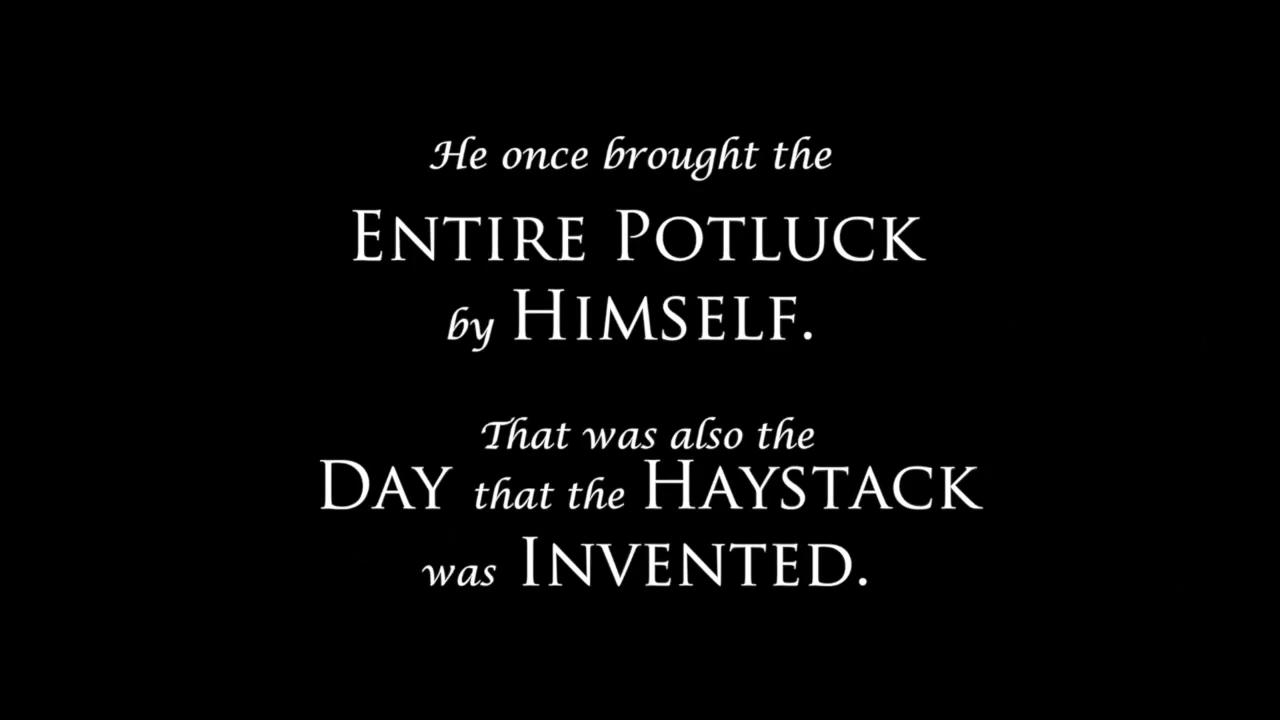 He once brought the
Entire Potluck
by Himself.
That was also the
Day that the Haystack
was Invented.